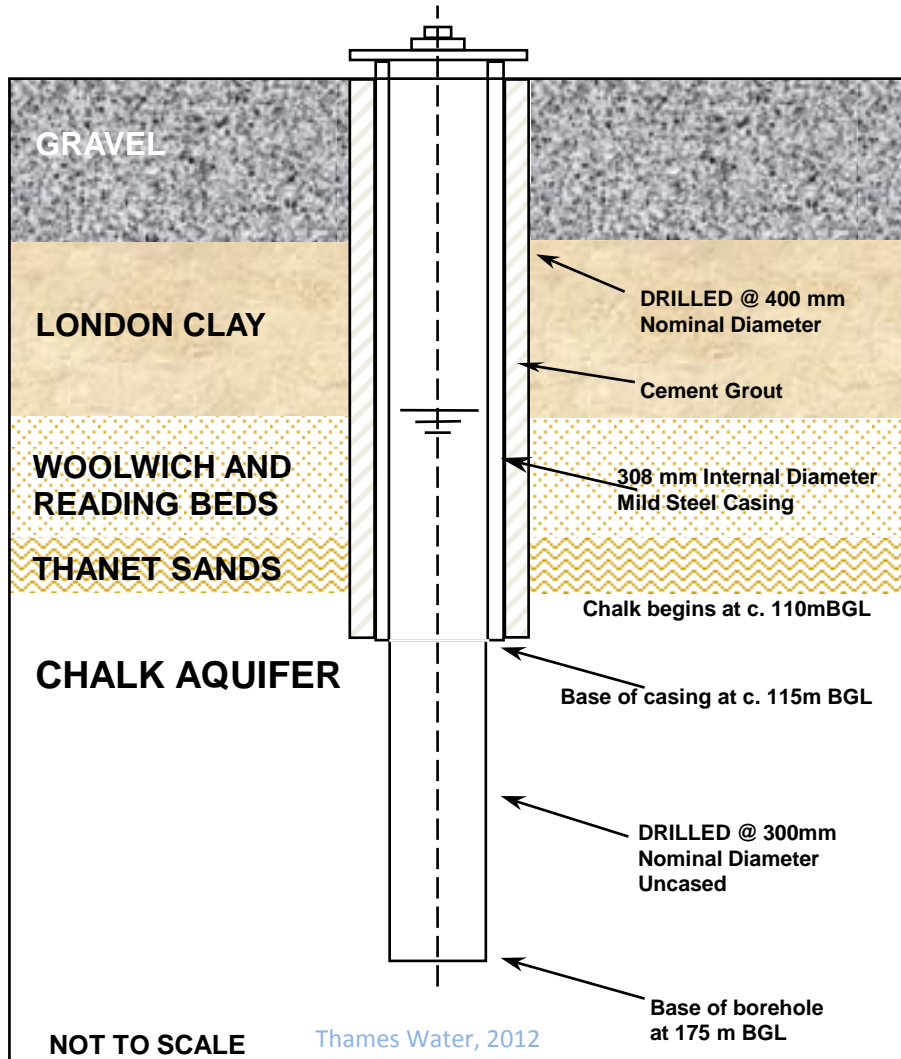 GRAVEL
DRILLED @ 400 mm
Nominal Diameter
LONDON CLAY
Cement Grout
WOOLWICH AND
READING BEDS
308 mm Internal Diameter
Mild Steel Casing
THANET SANDS
Chalk begins at c. 110mBGL
CHALK AQUIFER
Base of casing at c. 115m BGL
DRILLED @ 300mm
Nominal Diameter
Uncased
Base of borehole
at 175 m BGL
NOT TO SCALE
Thames Water, 2012